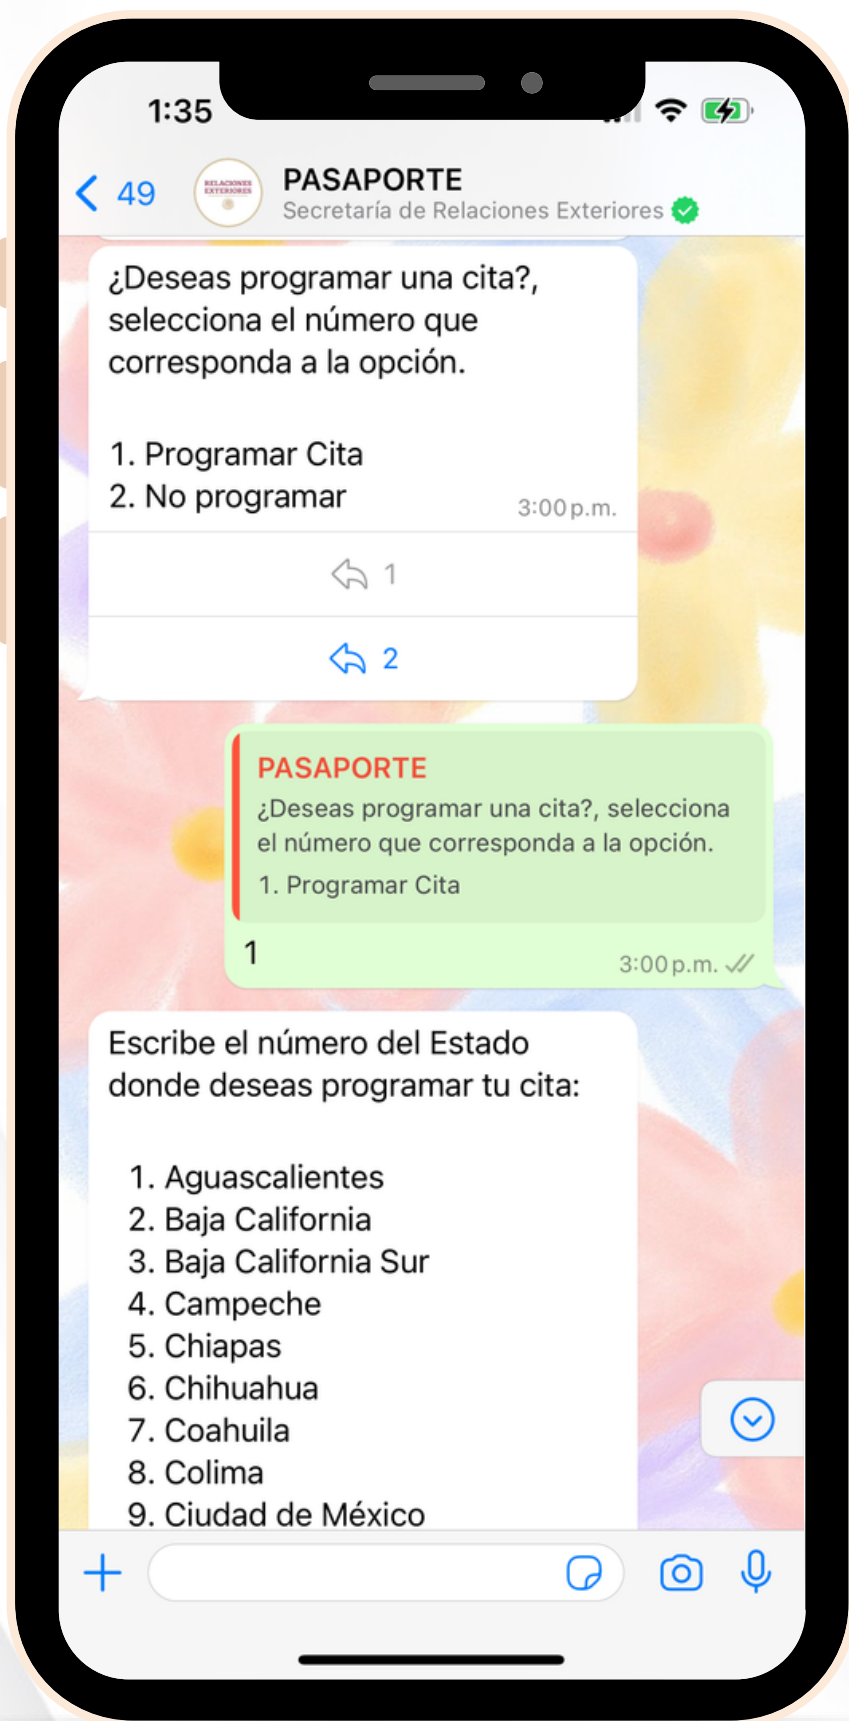 1:35
49
RELACIONES
EXTERIORES
PASAPORTE
Secretaría de Relaciones Exteriores
¿Deseas programar una cita?,
selecciona el número que
corresponda a la opción.
1. Programar Cita
2. No programar
3:00 p.m.
1
2
PASAPORTE
¿Deseas programar una cita?, selecciona
el número que corresponda a la opción.
1. Programar Cita
1
3:00 p.m.
Escribe el número del Estado
donde deseas programar tu cita:
1. Aguascalientes
2. Baja California
3. Baja California Sur
4. Campeche
5. Chiapas
6. Chihuahua
7. Coahuila
8. Colima
9. Ciudad de México